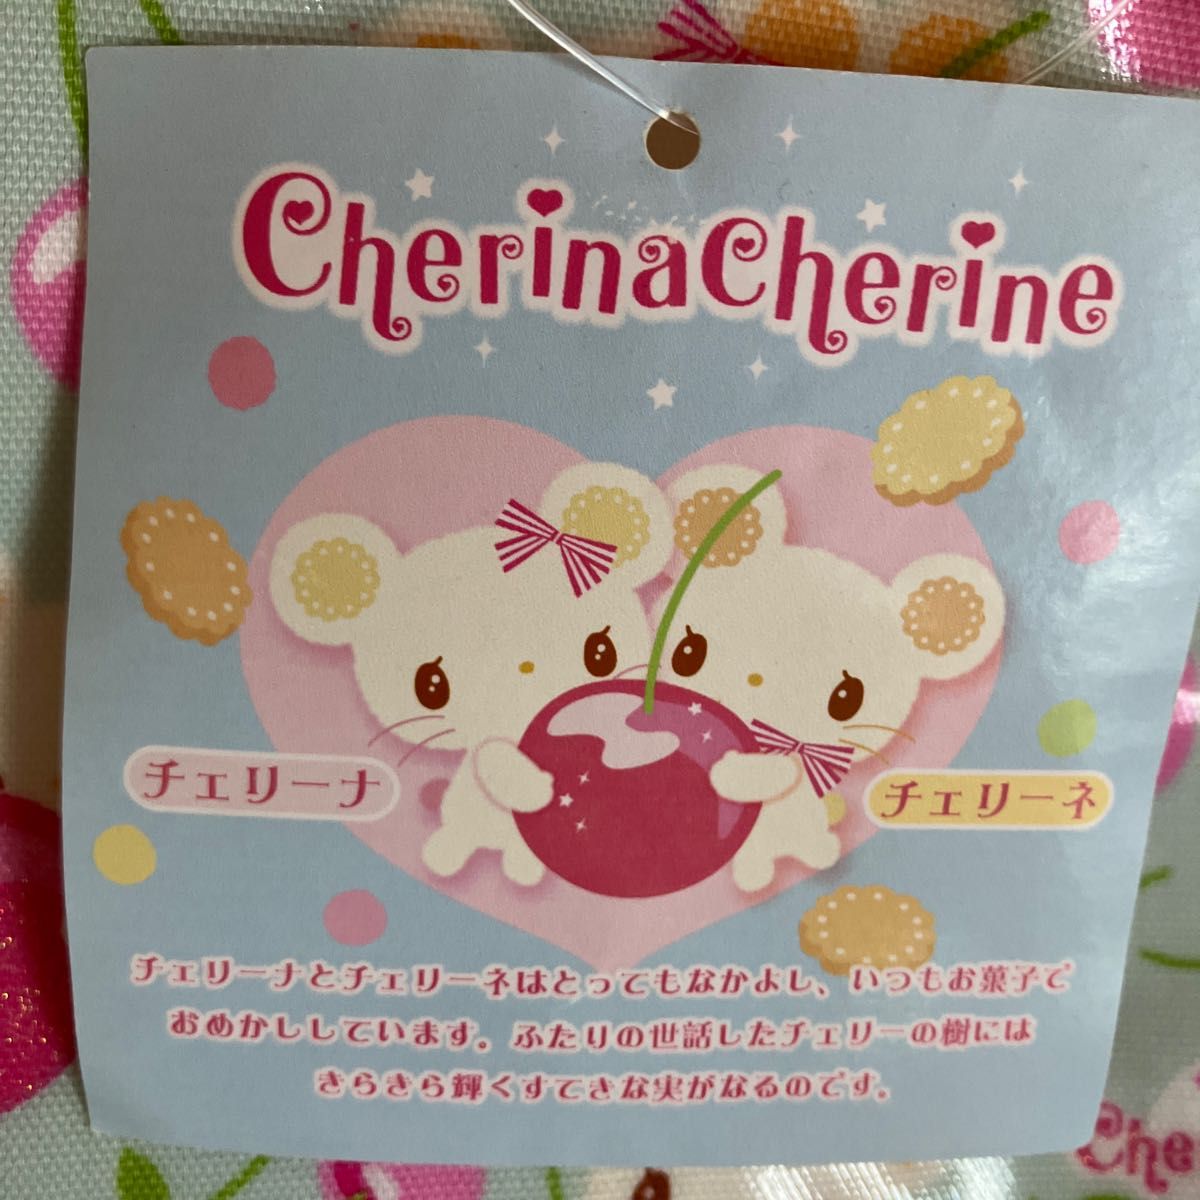 CherinaCherine
チェリーナ
チェリーネ
チェリーナとチェリーネはとってもなかよし、いつもお菓子で
おめかししています。ふたりの世話したチェリーの樹には
きらきら輝くすてきな実がなるのです。
Che